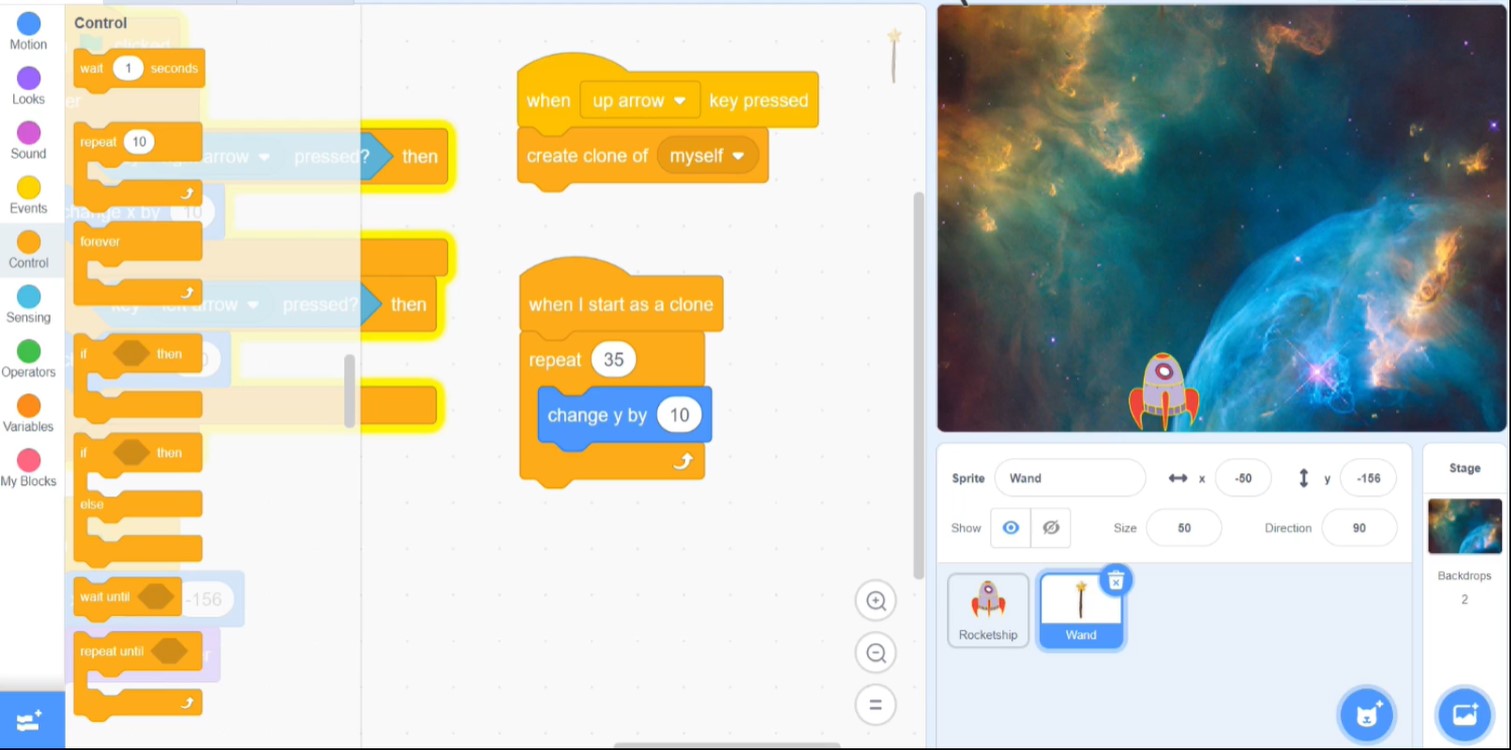 Motion
Looks
Sound
Events
Control
Sensing
Operators
Variables
My Blocks
Control
wait 1 seconds
repeat 10
forever
if then
if then
else
wait until
repeat until
clicked
arrow pressed? then
change x by 10
key left arrow pressed? then
-156
when up arrow key pressed
create clone of myself
when I start as a clone
repeat 35
change y by 10
Sprite Wand x -50 y -156
Show Size 50 Direction 90
Rocketship
Wand
Stage
Backdrops
2